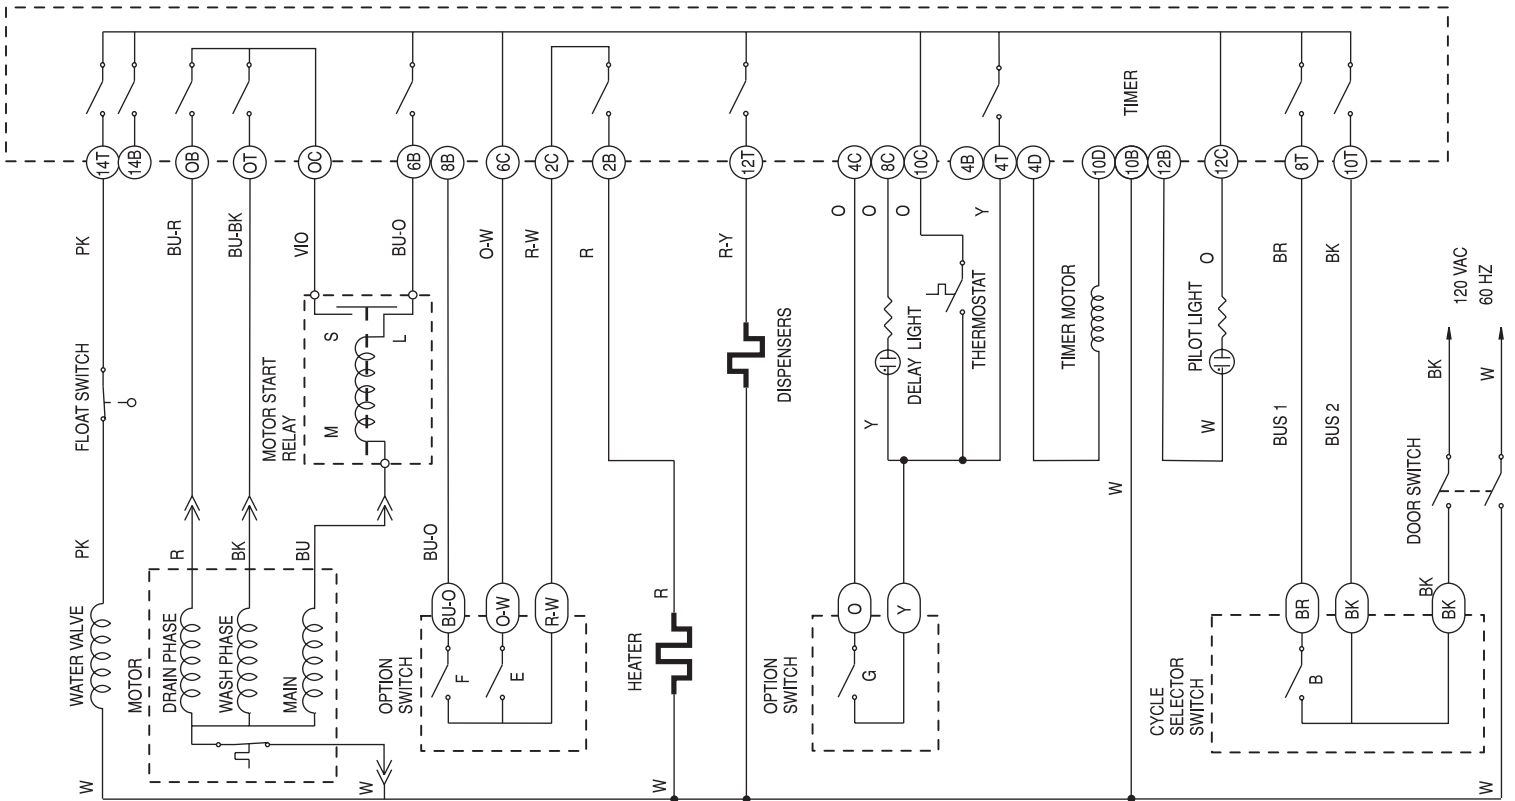 TIMER
14T
14B
OB
OT
OC
6B
8B
6C
2C
2B
12T
4C
8C
10C
4B
4T
4D
10D
10B
12B
12C
8T
10T
PK
BU-R
BU-BK
VIO
BU-O
O-W
R-W
R
R-Y
O
O
O
Y
O
BR
BK
120 VAC
60 HZ
FLOAT SWITCH
MOTOR START
RELAY
S
M
L
DISPENSERS
Y
DELAY LIGHT
THERMOSTAT
TIMER MOTOR
PILOT LIGHT
W
W
BUS 1
BUS 2
BK
W
DOOR SWITCH
PK
R
BK
BU
BU-O
R
BK
WATER VALVE
MOTOR
DRAIN PHASE
WASH PHASE
MAIN
OPTION
SWITCH
BU-O
O-W
R-W
F
E
HEATER
OPTION
SWITCH
O
Y
G
CYCLE
SELECTOR
SWITCH
BR
BK
BK
B
W
W
W
W